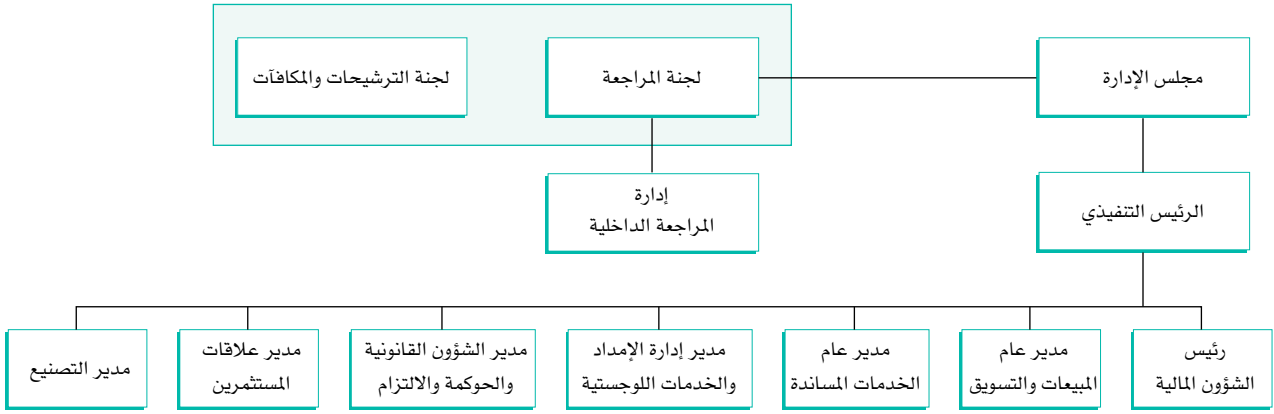 مجلس الإدارة
لجنة المراجعة
لجنة الترشيحات والمكافآت
الرئيس التنفيذي
إدارة
المراجعة الداخلية
رئيس
الشؤون المالية
مدير عام
المبيعات والتسويق
مدير عام
الخدمات المساندة
مدير إدارة الإمداد
والخدمات اللوجستية
مدير الشؤون القانونية
والحوكمة والالتزام
مدير علاقات
المستثمرين
مدير التصنيع